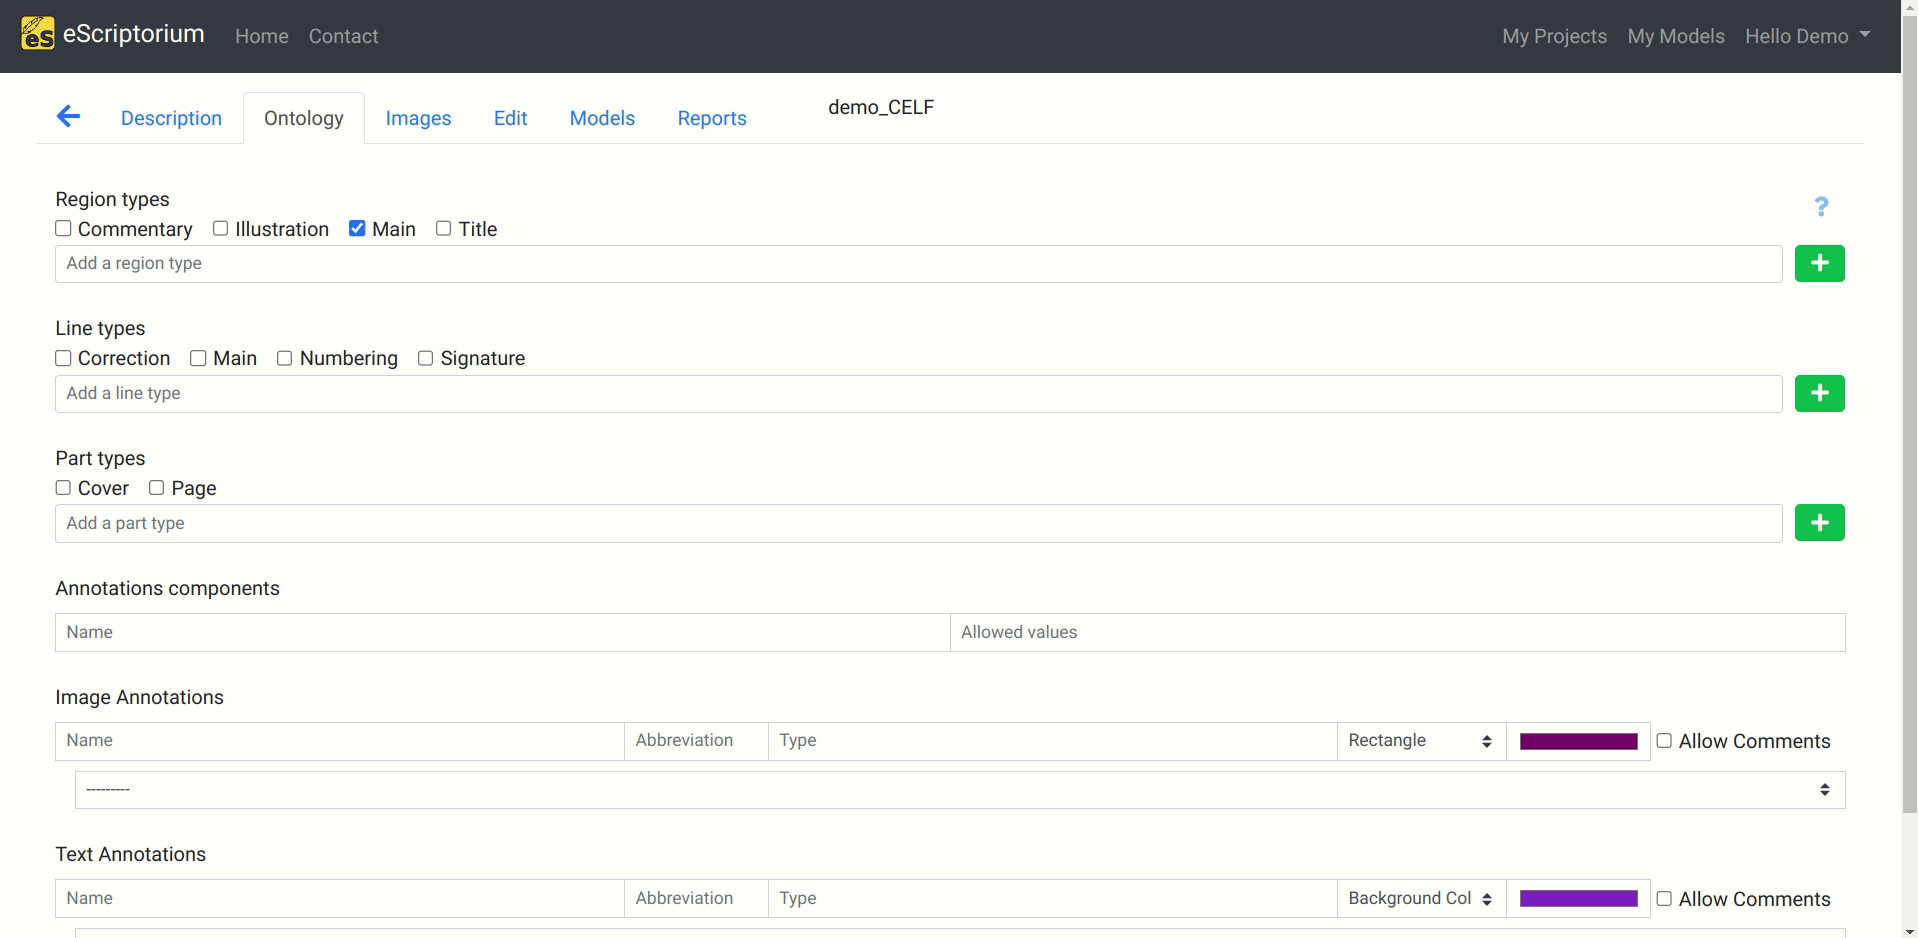 eS eScriptorium Home Contact My Projects My Models Hello Demo
Description Ontology Images Edit Models Reports demo_CELF
Region types ?
Commentary Illustration Main Title
Add a region type +
Line types
Correction Main Numbering Signature
Add a line type +
Part types
Cover Page
Add a part type +
Annotations components
Name Allowed values
Image Annotations
Name Abbreviation Type Rectangle Allow Comments
---------
Text Annotations
Name Abbreviation Type Background Col Allow Comments